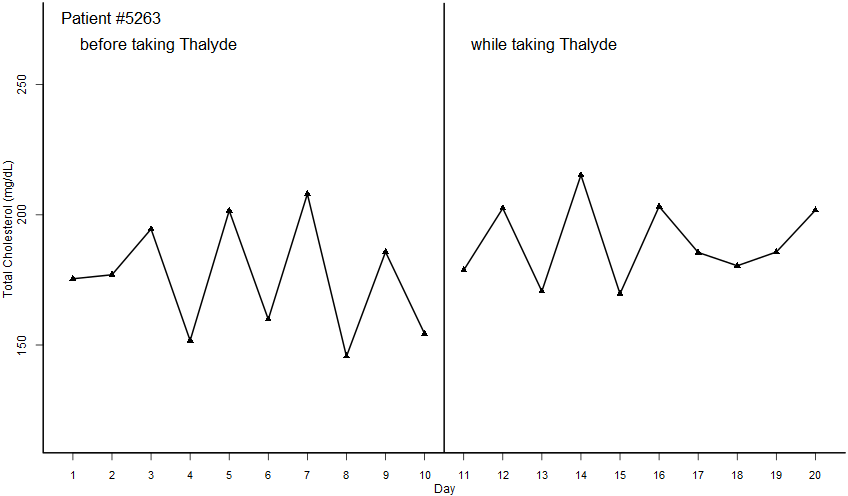 Patient #5263
before taking Thalyde
while taking Thalyde
Total Cholesterol (mg/dL)
250
200
150
1 2 3 4 5 6 7 8 9 10 11 12 13 14 15 16 17 18 19 20
Day